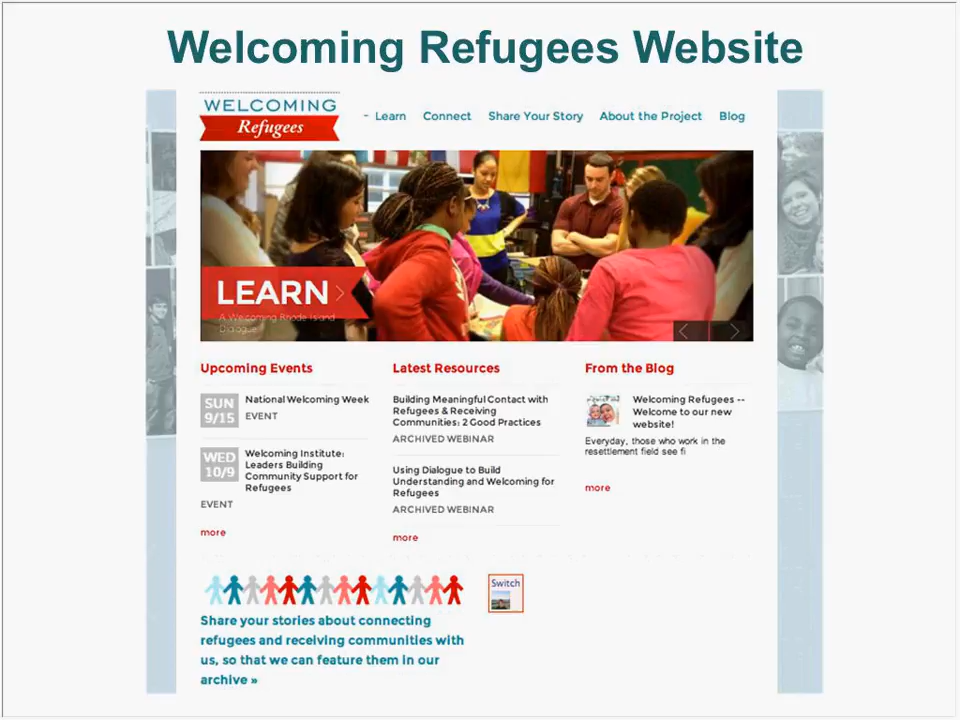 Welcoming Refugees Website
WELCOMING
Refugees
- Learn Connect Share Your Story About the Project Blog
LEARN
A Welcoming Rhode Island
Dialogue
Upcoming Events
SUN
9/15
National Welcoming Week
EVENT
WED
10/9
Welcoming Institute:
Leaders Building
Community Support for
Refugees
EVENT
more
Latest Resources
Building Meaningful Contact with
Refugees & Receiving
Communities: 2 Good Practices
ARCHIVED WEBINAR
Using Dialogue to Build
Understanding and Welcoming for
Refugees
ARCHIVED WEBINAR
more
From the Blog
Welcoming Refugees --
Welcome to our new
website!
Everyday, those who work in the
resettlement field see fi
more
Share your stories about connecting
refugees and receiving communities with
us, so that we can feature them in our
archive »
Switch